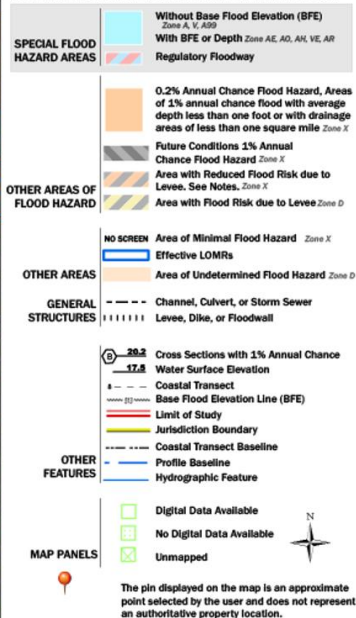 SPECIAL FLOOD
HAZARD AREAS
Without Base Flood Elevation (BFE)
Zone A, V, A99
With BFE or Depth Zone AE, AO, AH, VE, AR
Regulatory Floodway
OTHER AREAS OF
FLOOD HAZARD
0.2% Annual Chance Flood Hazard, Areas
of 1% annual chance flood with average
depth less than one foot or with drainage
areas of less than one square mile Zone X
Future Conditions 1% Annual
Chance Flood Hazard Zone X
Area with Reduced Flood Risk due to
Levee. See Notes. Zone X
Area with Flood Risk due to Levee Zone D
OTHER AREAS
NO SCREEN Area of Minimal Flood Hazard Zone X
Effective LOMRs
Area of Undetermined Flood Hazard Zone D
GENERAL
STRUCTURES
Channel, Culvert, or Storm Sewer
Levee, Dike, or Floodwall
OTHER
FEATURES
B 20.2 Cross Sections with 1% Annual Chance
17.5 Water Surface Elevation
8 Coastal Transect
Base Flood Elevation Line (BFE)
Limit of Study
Jurisdiction Boundary
Coastal Transect Baseline
Profile Baseline
Hydrographic Feature
MAP PANELS
Digital Data Available
No Digital Data Available
Unmapped
N
The pin displayed on the map is an approximate
point selected by the user and does not represent
an authoritative property location.